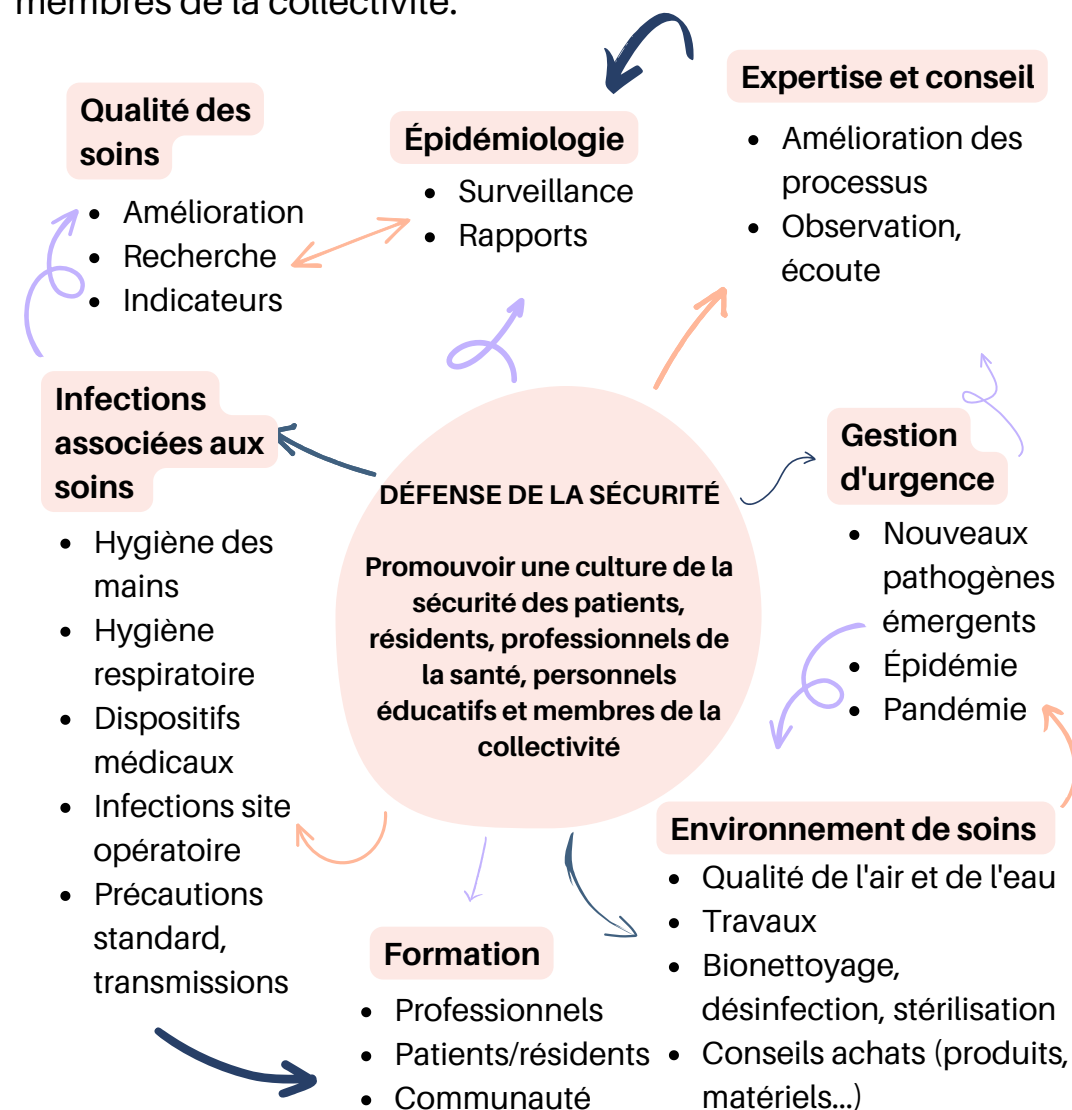 membres de la collectivité.
Qualité des
soins
• Amélioration
• Recherche
• Indicateurs
Épidémiologie
• Surveillance
• Rapports
Expertise et conseil
• Amélioration des
processus
• Observation,
écoute
Infections
associées aux
soins
• Hygiène des
mains
• Hygiène
respiratoire
• Dispositifs
médicaux
• Infections site
opératoire
• Précautions
standard,
transmissions
DÉFENSE DE LA SÉCURITÉ
Promouvoir une culture de la
sécurité des patients,
résidents, professionnels de
la santé, personnels
éducatifs et membres de la
collectivité
Gestion
d'urgence
• Nouveaux
pathogènes
émergents
• Épidémie
• Pandémie
Formation
• Professionnels
• Patients/résidents
• Communauté
Environnement de soins
• Qualité de l'air et de l'eau
• Travaux
• Bionettoyage,
désinfection, stérilisation
• Conseils achats (produits,
matériels...)